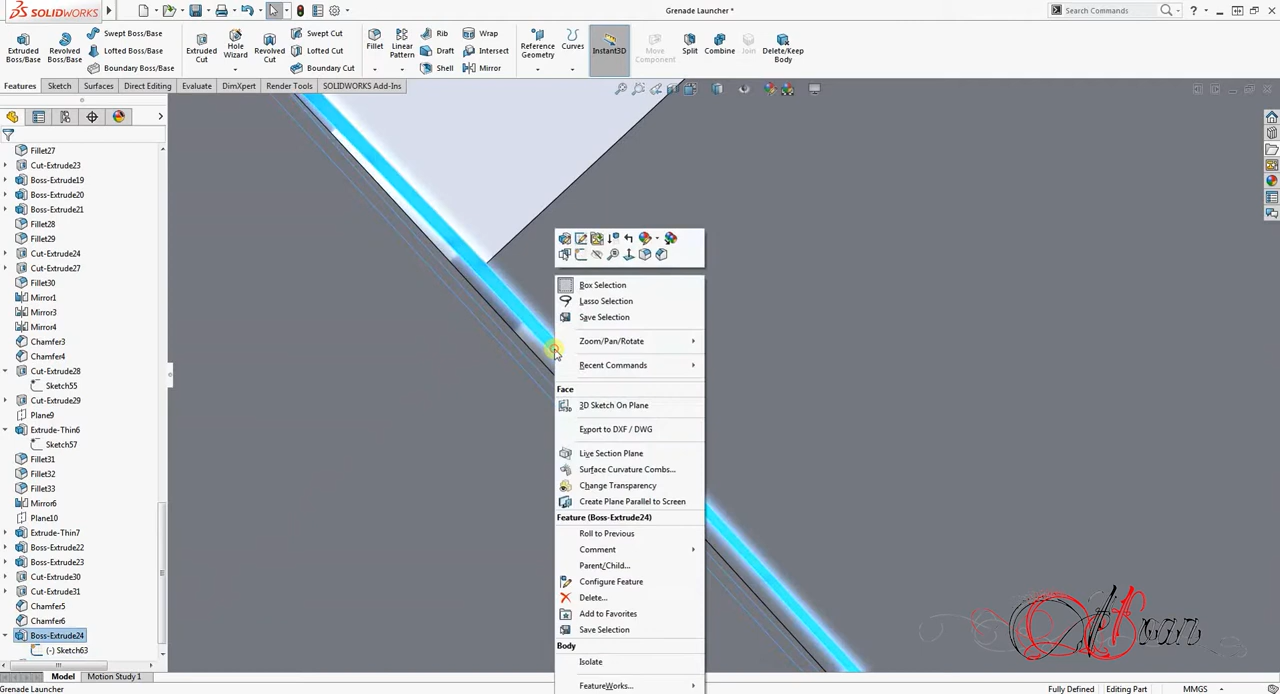 SOLIDWORKS
Grenade Launcher *
Search Commands
Extruded Boss/Base
Revolved Boss/Base
Swept Boss/Base
Lofted Boss/Base
Boundary Boss/Base
Extruded Cut
Hole Wizard
Revolved Cut
Swept Cut
Lofted Cut
Boundary Cut
Fillet
Linear Pattern
Rib
Draft
Shell
Wrap
Intersect
Mirror
Reference Geometry
Curves
Instant3D
Move Component
Split
Combine
Join
Delete/Keep Body
Features
Sketch
Surfaces
Direct Editing
Evaluate
DimXpert
Render Tools
SOLIDWORKS Add-Ins
Fillet27
Cut-Extrude23
Boss-Extrude19
Boss-Extrude20
Boss-Extrude21
Fillet28
Fillet29
Cut-Extrude24
Cut-Extrude27
Fillet30
Mirror1
Mirror3
Mirror4
Chamfer3
Chamfer4
Cut-Extrude28
Sketch55
Cut-Extrude29
Plane9
Extrude-Thin6
Sketch57
Fillet31
Fillet32
Fillet33
Mirror6
Plane10
Extrude-Thin7
Boss-Extrude22
Boss-Extrude23
Cut-Extrude30
Cut-Extrude31
Chamfer5
Chamfer6
Boss-Extrude24
(-) Sketch63
Box Selection
Lasso Selection
Save Selection
Zoom/Pan/Rotate
Recent Commands
Face
3D Sketch On Plane
Export to DXF / DWG
Live Section Plane
Surface Curvature Combs...
Change Transparency
Create Plane Parallel to Screen
Feature (Boss-Extrude24)
Roll to Previous
Comment
Parent/Child...
Configure Feature
Delete...
Add to Favorites
Save Selection
Body
Isolate
FeatureWorks...
Model
Motion Study 1
Grenade Launcher
Fully Defined
Editing Part
MMGS